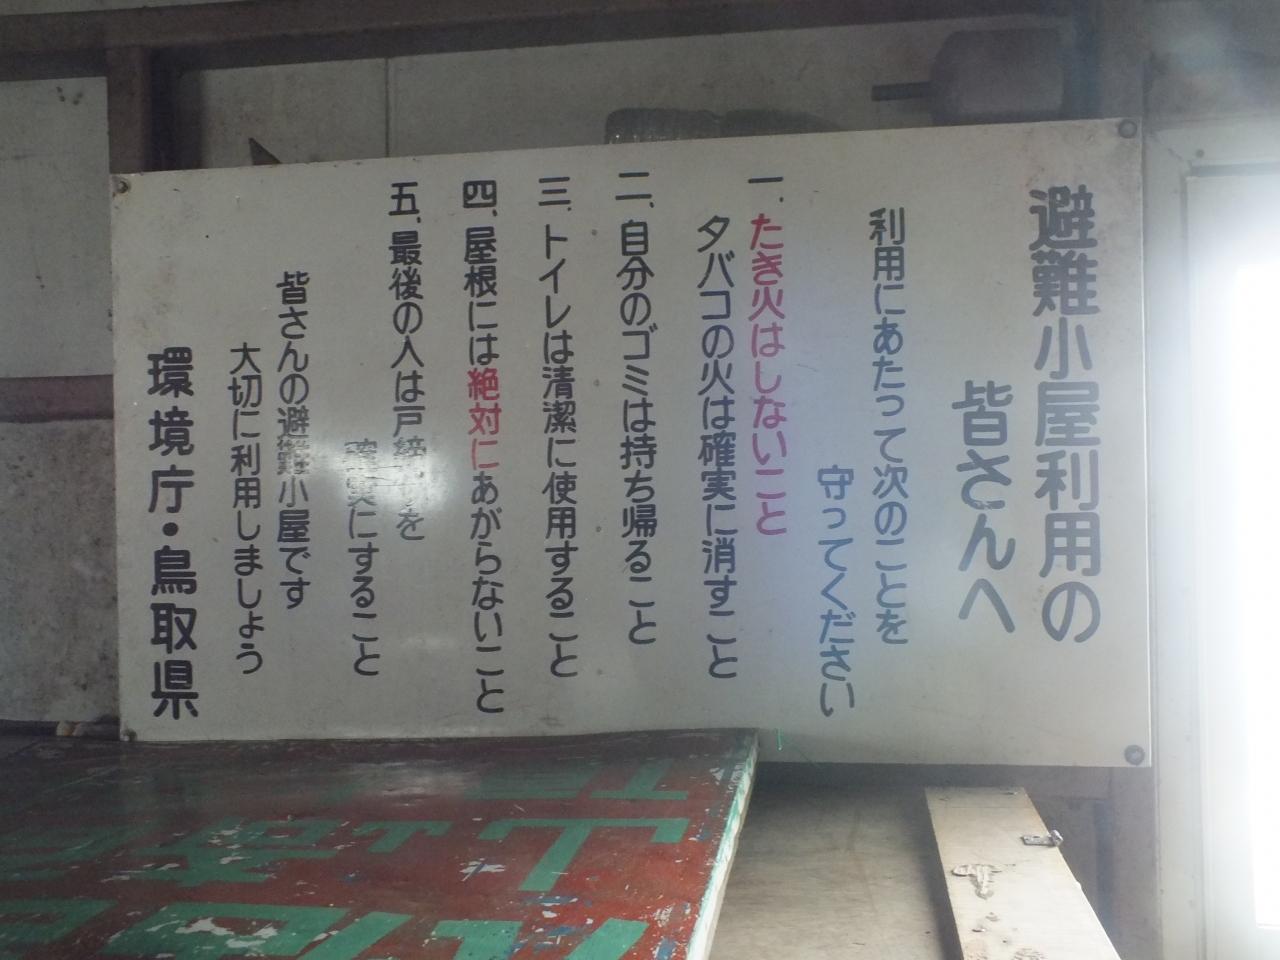 避難小屋利用の
皆さんへ
利用にあたって次のことを
守ってください
一、たき火はしないこと
タバコの火は確実に消すこと
二、自分のゴミは持ち帰ること
三、トイレは清潔に使用すること
四、屋根には絶対にあがらないこと
五、最後の人は戸締りを
確実にすること
皆さんの避難小屋です
大切に利用しましょう
環境庁・鳥取県